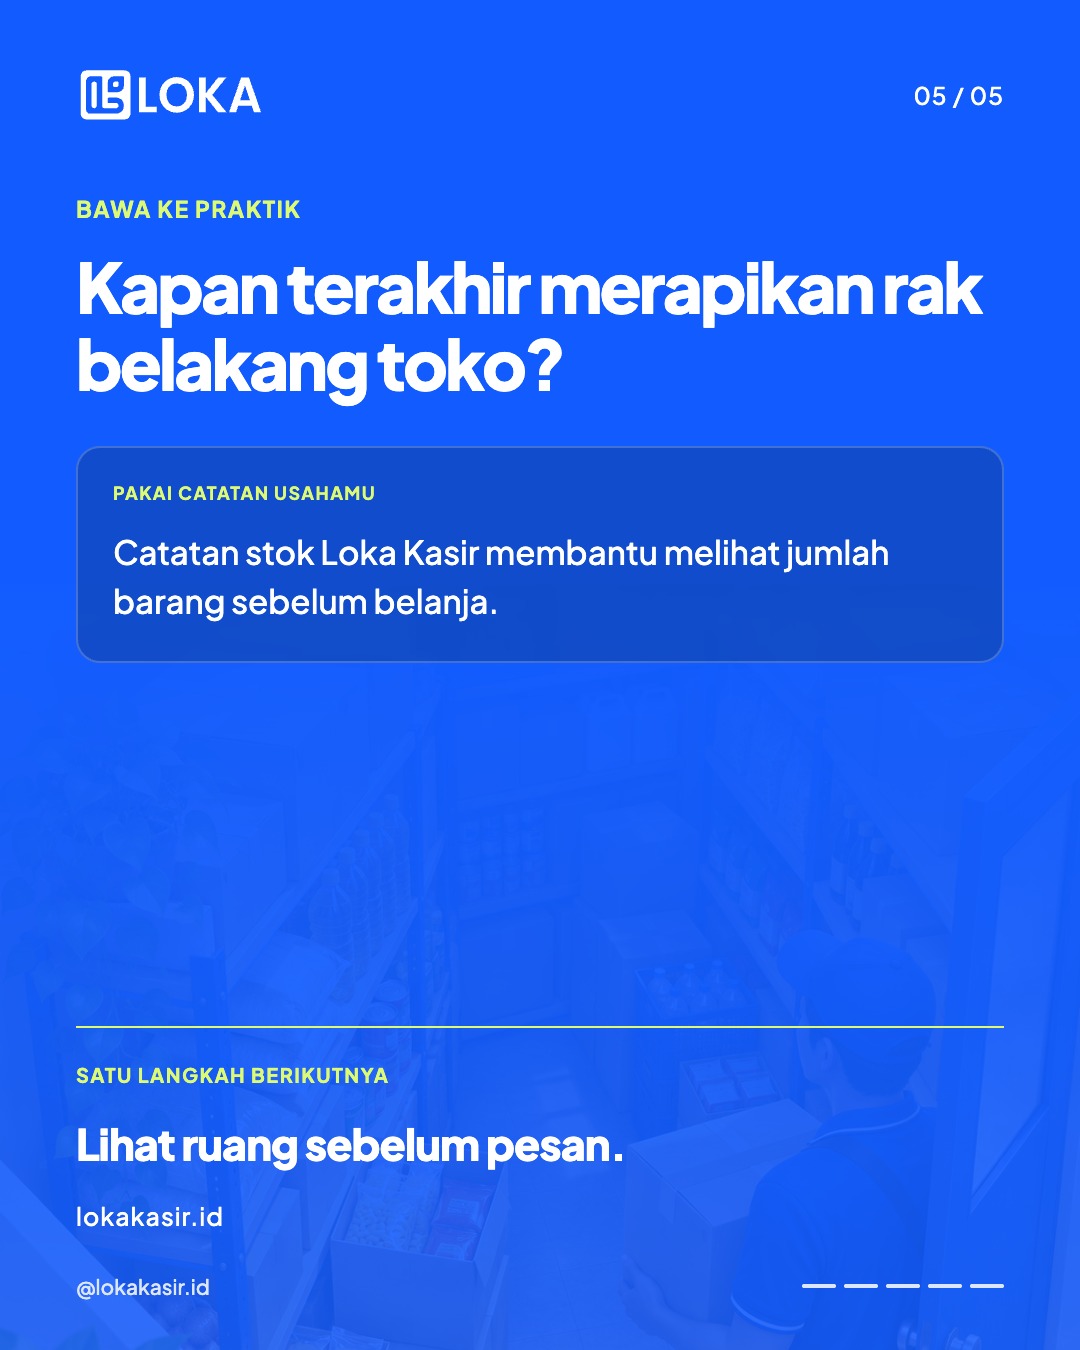 LOKA
05 / 05
BAWA KE PRAKTIK
Kapan terakhir merapikan rak
belakang toko?
PAKAI CATATAN USAHAMU
Catatan stok Loka Kasir membantu melihat jumlah
barang sebelum belanja.
SATU LANGKAH BERIKUTNYA
Lihat ruang sebelum pesan.
lokakasir.id
@lokakasir.id